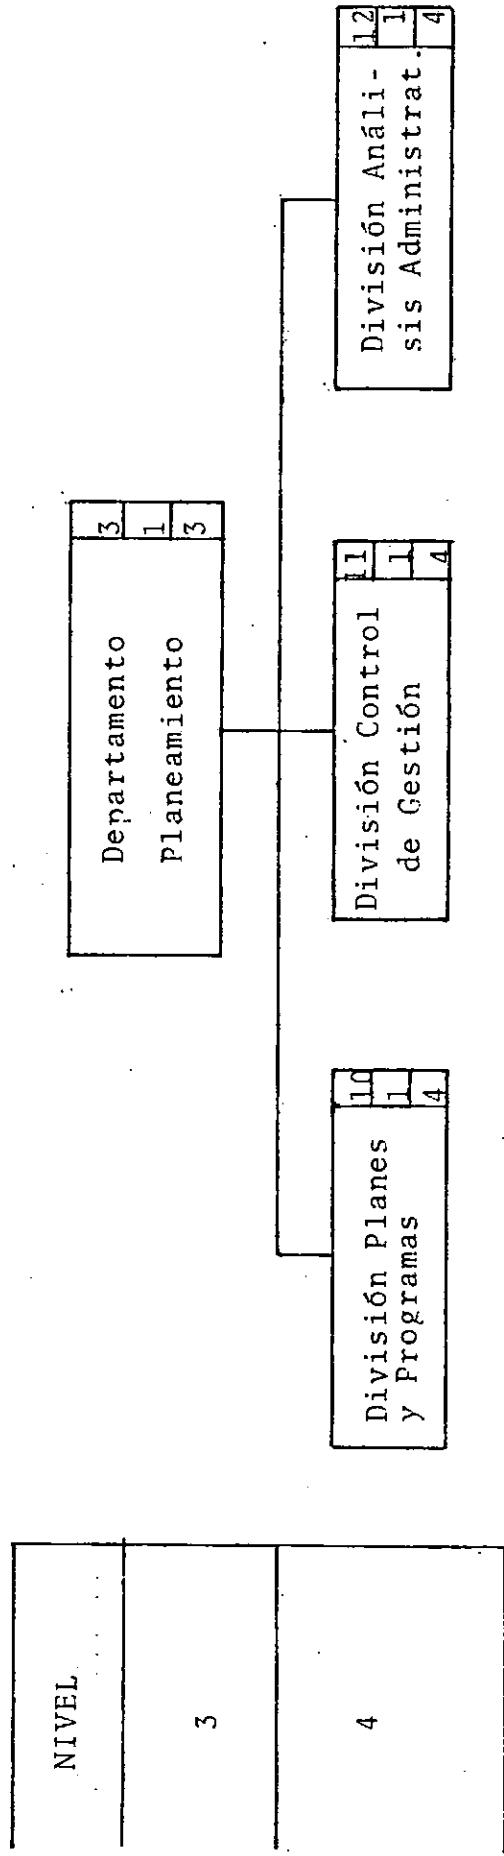 NIVEL
3
4
Departamento
Planeamiento
3
1
3
División Planes
y Programas
10
1
4
División Control
de Gestión
11
1
4
División Análi-
sis Administrat.
12
1
4